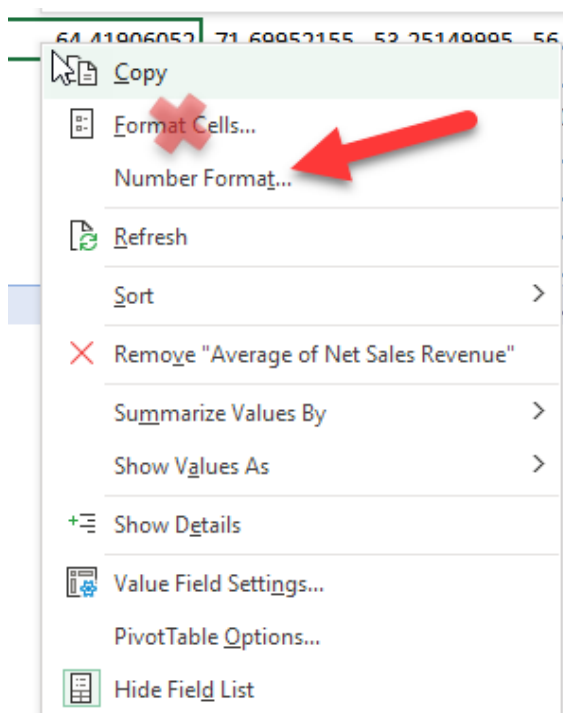 64.41906052 71.69952155 53.25149995 56
Copy
Format Cells...
Number Format...
Refresh
Sort
Remove "Average of Net Sales Revenue"
Summarize Values By
Show Values As
Show Details
Value Field Settings...
PivotTable Options...
Hide Field List